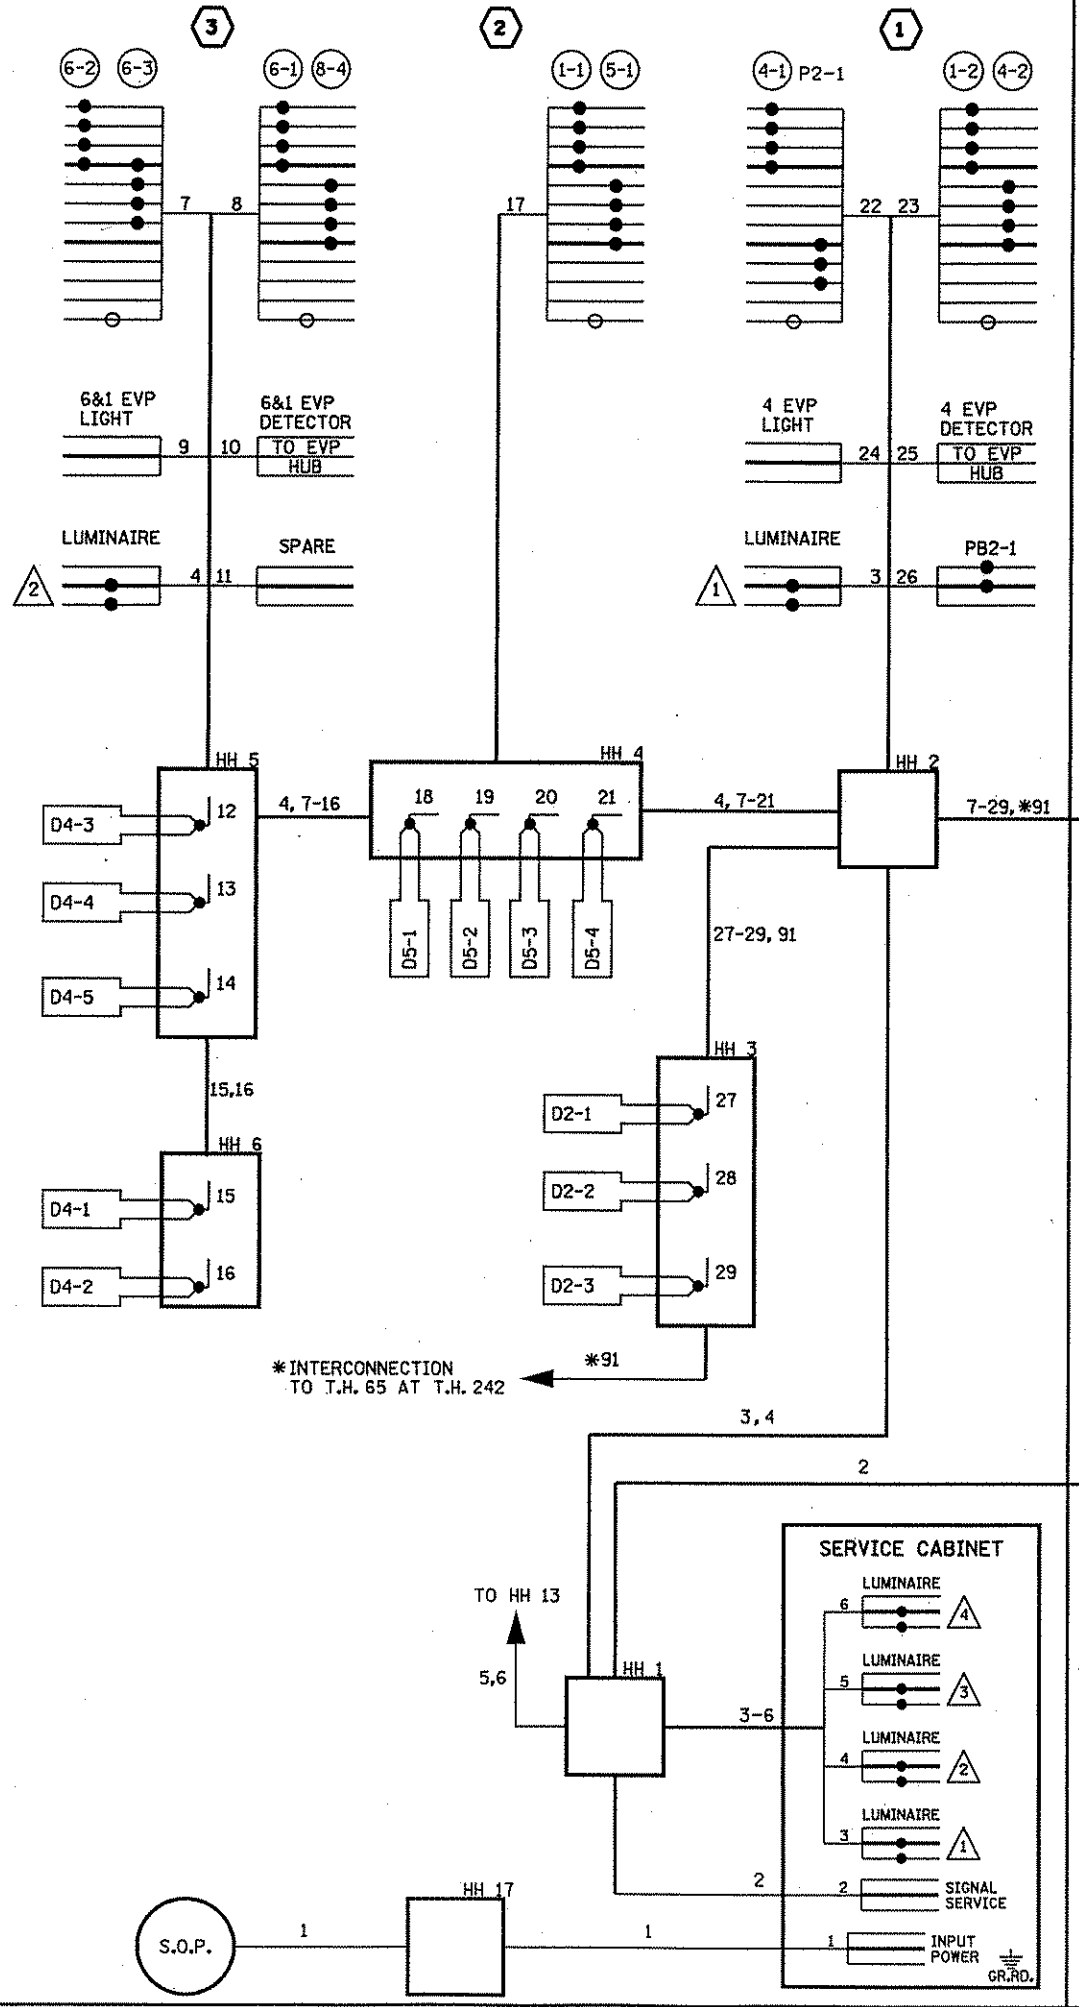 3
2
1
6-2 6-3
6-1 8-4
1-1 5-1
4-1 P2-1
1-2 4-2
7 8
17
22 23
6&1 EVP
LIGHT
6&1 EVP
DETECTOR
9 10
TO EVP
HUB
4 EVP
LIGHT
4 EVP
DETECTOR
24 25
TO EVP
HUB
LUMINAIRE
SPARE
2
4 11
LUMINAIRE
PB2-1
1
3 26
HH 5
HH 4
HH 2
D4-3
12
4, 7-16
18 19 20 21
4, 7-21
7-29, *91
D4-4
13
D5-1
D5-2
D5-3
D5-4
27-29, 91
D4-5
14
15,16
HH 3
D2-1
27
HH 6
D4-1
15
D2-2
28
D4-2
16
D2-3
29
*INTERCONNECTION
TO T.H. 65 AT T.H. 242
*91
3, 4
2
SERVICE CABINET
TO HH 13
LUMINAIRE
6
4
5,6
HH 1
LUMINAIRE
5
3
3-6
LUMINAIRE
4
2
LUMINAIRE
3
1
2
2
SIGNAL
SERVICE
HH 17
S.O.P.
1
1
1
INPUT
POWER
GR.RD.